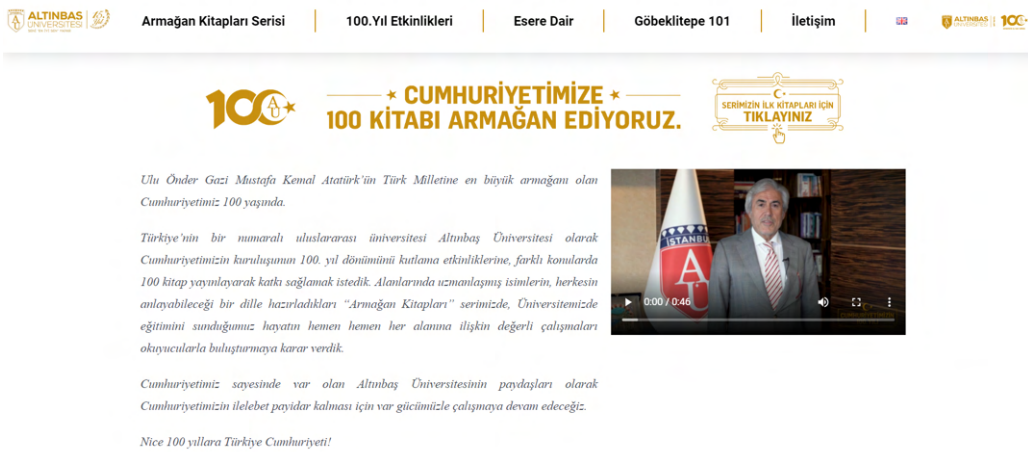 ALTINBAS
ÜNİVERSİTESİ
Armağan Kitapları Serisi
100.Yıl Etkinlikleri
Esere Dair
Göbeklitepe 101
İletişim
ALTINBAS
100
100
AÜ
CUMHURİYETİMİZE
100 KİTABI ARMAĞAN EDİYORUZ.
SERİMİZİN İLK KİTAPLARI İÇİN
TIKLAYINIZ
Ulu Önder Gazi Mustafa Kemal Atatürk’ün Türk Milletine en büyük armağanı olan
Cumhuriyetimiz 100 yaşında.
Türkiye’nin bir numaralı uluslararası üniversitesi Altınbaş Üniversitesi olarak
Cumhuriyetimizin kuruluşunun 100. yıl dönümünü kutlama etkinliklerine, farklı konularda
100 kitap yayınlayarak katkı sağlamak istedik. Alanlarında uzmanlaşmış isimlerin, herkesin
anlayabileceği bir dille hazırladıkları “Armağan Kitapları” serimizde, Üniversitemizde
eğitimini sunduğumuz hayatın hemen hemen her alanına ilişkin değerli çalışmaları
okuyucularla buluşturmaya karar verdik.
Cumhuriyetimiz sayesinde var olan Altınbaş Üniversitesinin paydaşları olarak
Cumhuriyetimizin ilelebet payidar kalması için var gücümüzle çalışmaya devam edeceğiz.
Nice 100 yıllara Türkiye Cumhuriyeti!
İSTANBU
AÜ
0:00 / 0:46